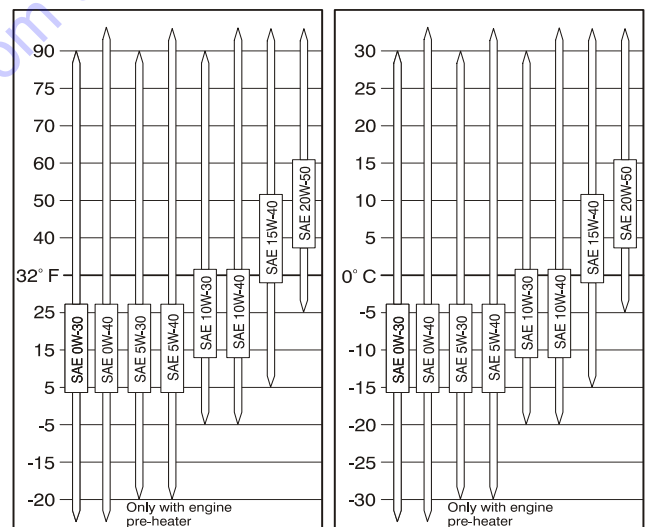 90
75
70
60
50
40
32° F
25
15
5
-5
-15
-20
SAE 0W-30
SAE 0W-40
SAE 5W-30
SAE 5W-40
SAE 10W-30
SAE 10W-40
SAE 15W-40
SAE 20W-50
Only with engine
pre-heater
30
25
20
15
10
5
0° C
-5
-10
-15
-20
-25
-30
SAE 0W-30
SAE 0W-40
SAE 5W-30
SAE 5W-40
SAE 10W-30
SAE 10W-40
SAE 15W-40
SAE 20W-50
Only with engine
pre-heater
om